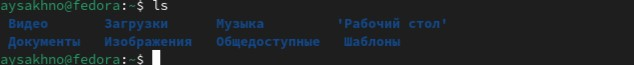 aysakhno@fedora:~$ ls
Видео Загрузки Музыка 'Рабочий стол'
Документы Изображения Общедоступные Шаблоны
aysakhno@fedora:~$